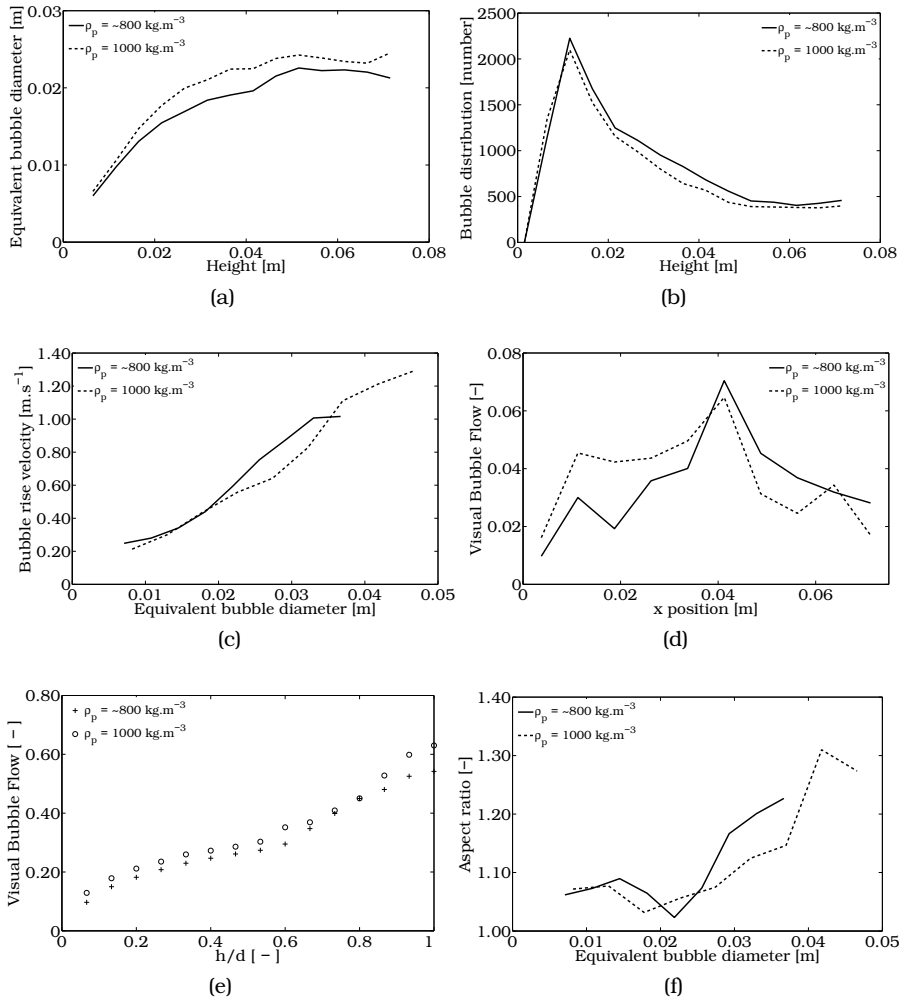 Equivalent bubble diameter [m]
0.03
0.02
0.01
0
ρp = ~800 kg.m−3
ρp = 1000 kg.m−3
0 0.02 0.04 0.06 0.08
Height [m]
(a)
Bubble distribution [number]
2500
2000
1500
1000
500
0
ρp = ~800 kg.m−3
ρp = 1000 kg.m−3
0 0.02 0.04 0.06 0.08
Height [m]
(b)
Bubble rise velocity [m.s−1]
1.40
1.20
1.00
0.80
0.60
0.40
0.20
0
ρp = ~800 kg.m−3
ρp = 1000 kg.m−3
0 0.01 0.02 0.03 0.04 0.05
Equivalent bubble diameter [m]
(c)
Visual Bubble Flow [−]
0.08
0.06
0.04
0.02
0
ρp = ~800 kg.m−3
ρp = 1000 kg.m−3
0 0.02 0.04 0.06
x position [m]
(d)
Visual Bubble Flow [ − ]
0.80
0.60
0.40
0.20
0
ρp = ~800 kg.m−3
ρp = 1000 kg.m−3
0 0.2 0.4 0.6 0.8 1
h/d [ − ]
(e)
Aspect ratio [−]
1.40
1.30
1.20
1.10
1.00
ρp = ~800 kg.m−3
ρp = 1000 kg.m−3
0 0.01 0.02 0.03 0.04 0.05
Equivalent bubble diameter [m]
(f)